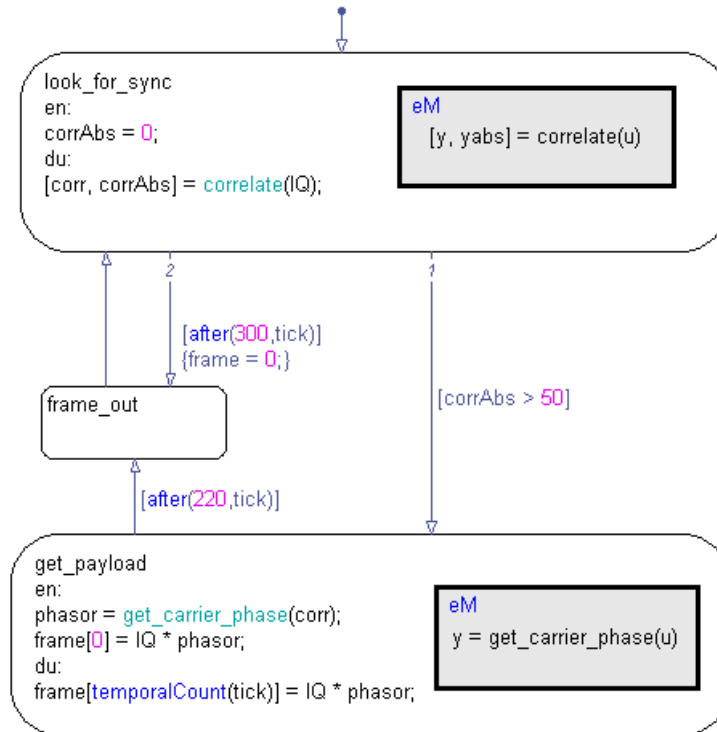 look_for_sync
en:
corrAbs = 0;
du:
[corr, corrAbs] = correlate(IQ);
eM
[y, yabs] = correlate(u)
2
1
[after(300,tick)]
{frame = 0;}
frame_out
[corrAbs > 50]
[after(220,tick)]
get_payload
en:
phasor = get_carrier_phase(corr);
frame[0] = IQ * phasor;
du:
frame[temporalCount(tick)] = IQ * phasor;
eM
y = get_carrier_phase(u)